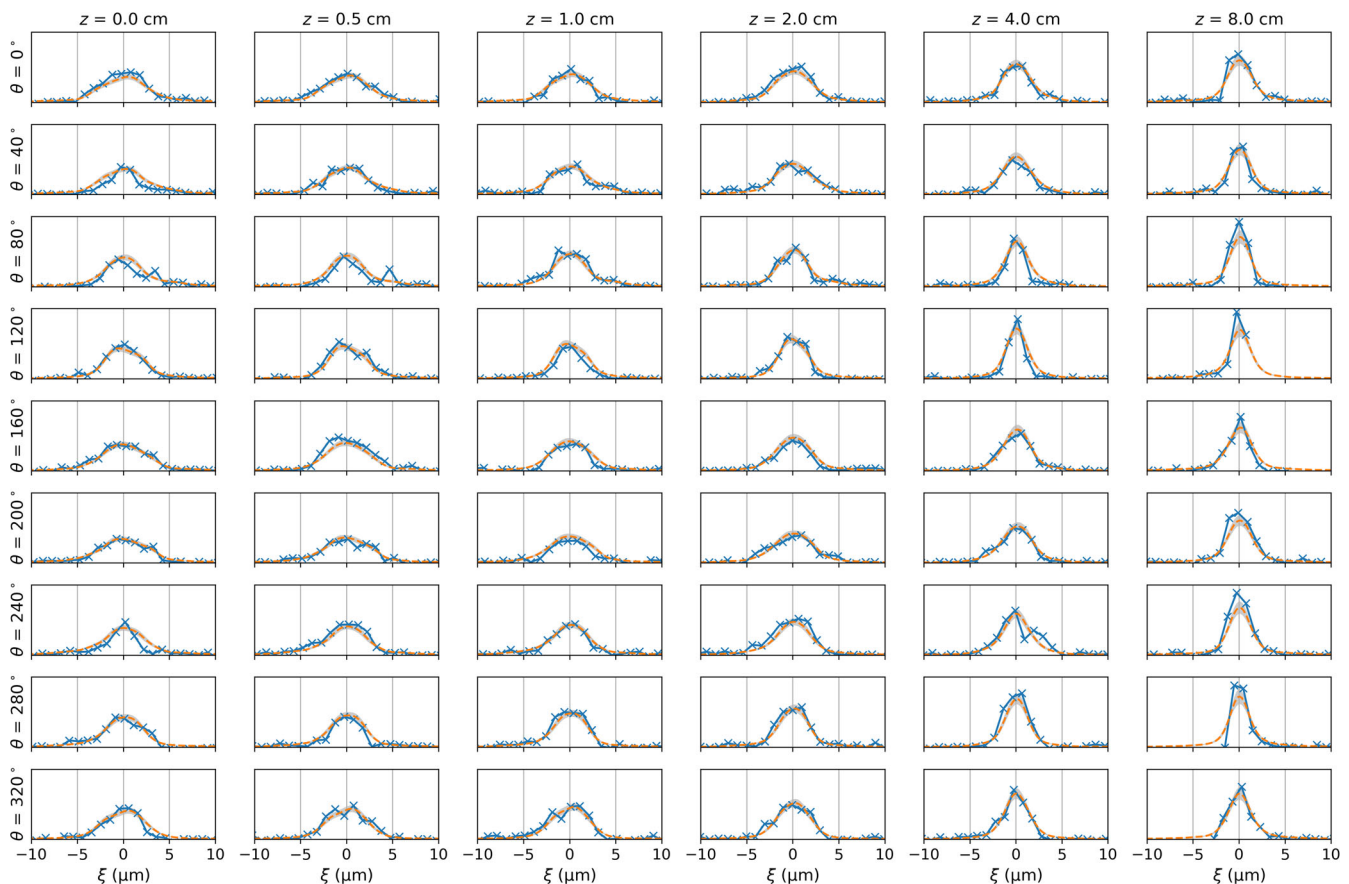 z = 0.0 cm z = 0.5 cm z = 1.0 cm z = 2.0 cm z = 4.0 cm z = 8.0 cm
θ = 0°
θ = 40°
θ = 80°
θ = 120°
θ = 160°
θ = 200°
θ = 240°
θ = 280°
θ = 320°
−10 −5 0 5 10 −10 −5 0 5 10 −10 −5 0 5 10 −10 −5 0 5 10 −10 −5 0 5 10 −10 −5 0 5 10
ξ (µm) ξ (µm) ξ (µm) ξ (µm) ξ (µm) ξ (µm)